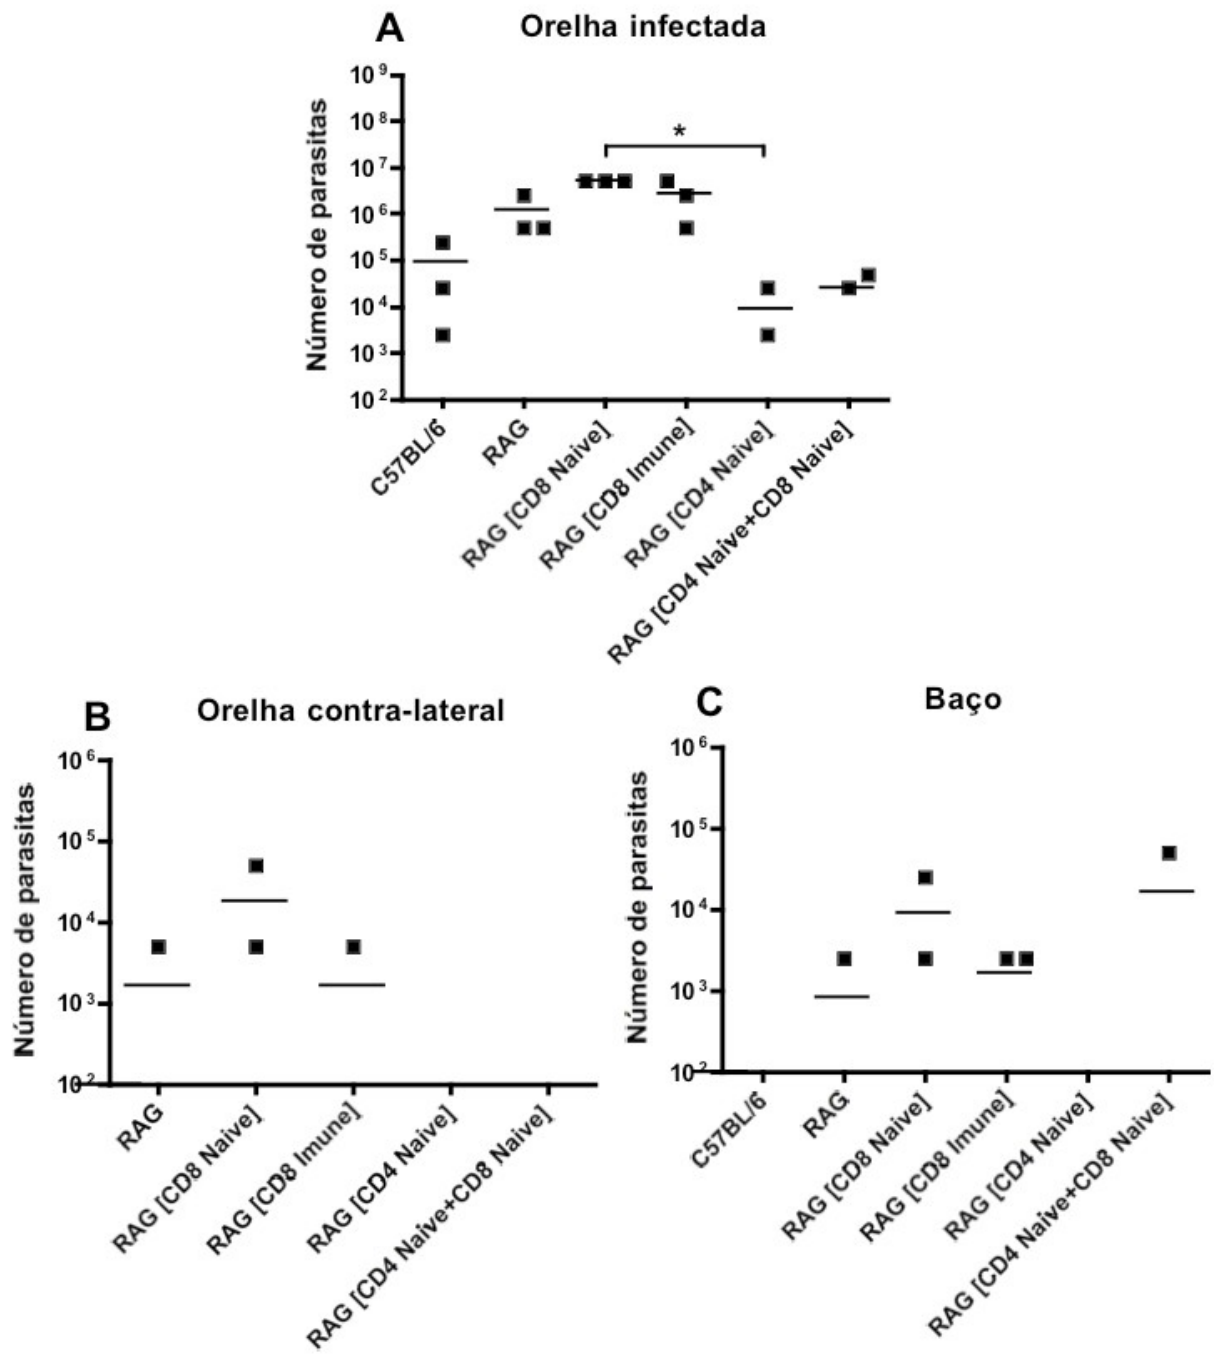 A
Orelha infectada
Número de parasitas
10⁹
10⁸
10⁷
10⁶
10⁵
10⁴
10³
10²
*
C57BL/6
RAG
RAG [CD8 Naive]
RAG [CD8 Imune]
RAG [CD4 Naive]
RAG [CD4 Naive+CD8 Naive]
B
Orelha contra-lateral
Número de parasitas
10⁶
10⁵
10⁴
10³
10²
RAG
RAG [CD8 Naive]
RAG [CD8 Imune]
RAG [CD4 Naive]
RAG [CD4 Naive+CD8 Naive]
C
Baço
Número de parasitas
10⁶
10⁵
10⁴
10³
10²
C57BL/6
RAG
RAG [CD8 Naive]
RAG [CD8 Imune]
RAG [CD4 Naive]
RAG [CD4 Naive+CD8 Naive]